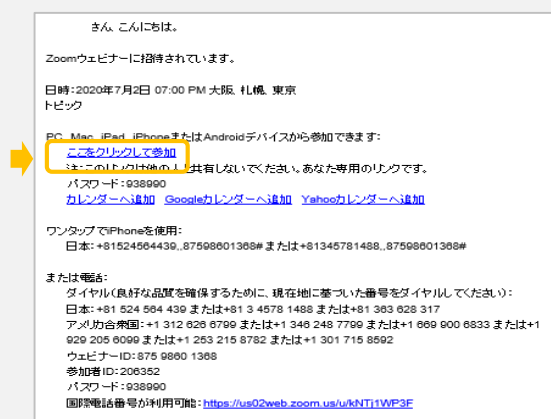 さん、こんにちは。
Zoomウェビナーに招待されています。
日時：2020年7月2日 07:00 PM 大阪、札幌、東京
トピック
PC、Mac、iPad、iPhoneまたはAndroidデバイスから参加できます：
ここをクリックして参加
注：このリンクは他の人と共有しないでください。あなた専用のリンクです。
パスワード：938990
カレンダーへ追加 Googleカレンダーへ追加 Yahooカレンダーへ追加
ワンタップでiPhoneを使用：
日本：+81524564439,,87598601368# または+81345781488,,87598601368#
または電話：
ダイヤル（良好な品質を確保するために、現在地に基づいた番号をダイヤルしてください）：
日本：+81 524 564 439 または+81 3 4578 1488 または+81 363 628 317
アメリカ合衆国：+1 312 626 6799 または+1 346 248 7799 または+1 669 900 6833 または+1
929 205 6099 または+1 253 215 8782 または+1 301 715 8592
ウェビナーID：875 9860 1368
参加者ID：206352
パスワード：938990
国際電話番号が利用可能：https://us02web.zoom.us/u/kNTj1WP3F